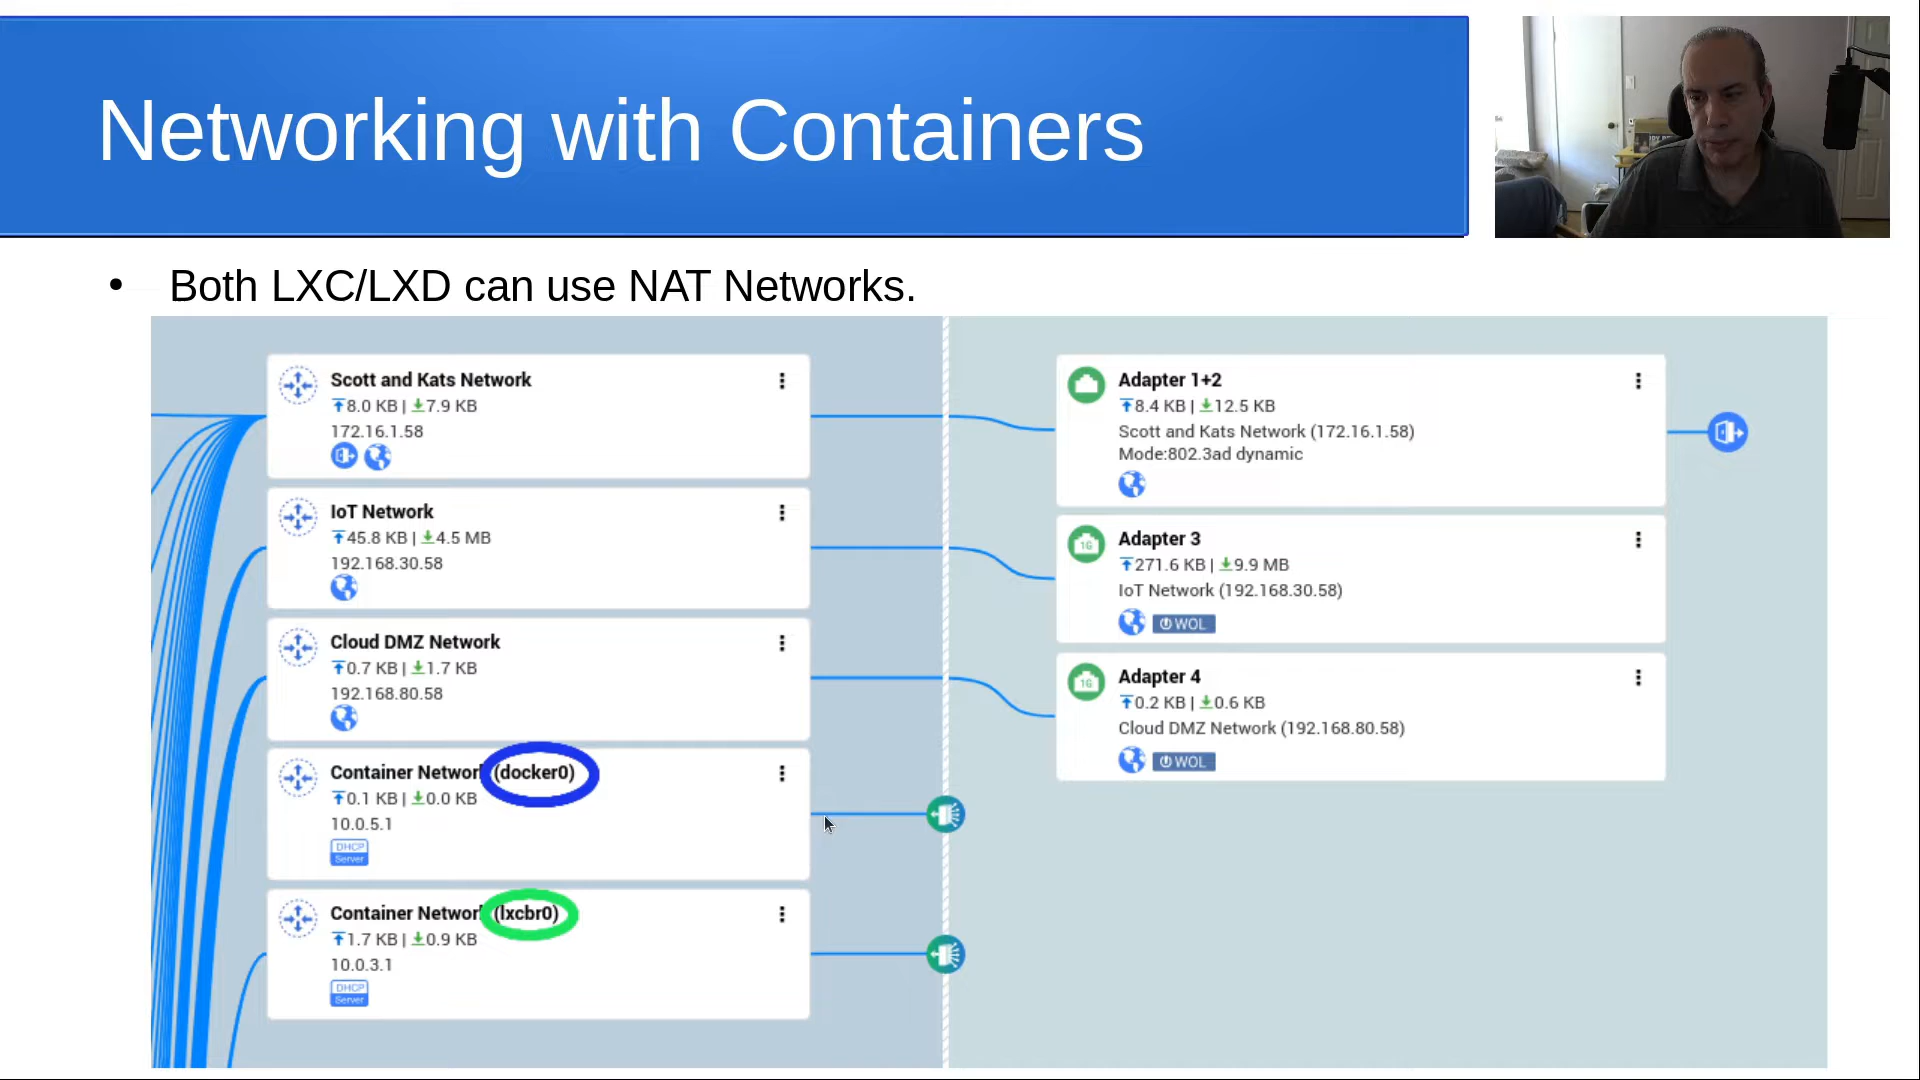 Networking with Containers
• Both LXC/LXD can use NAT Networks.
Scott and Kats Network
8.0 KB | 7.9 KB
172.16.1.58
IoT Network
45.8 KB | 4.5 MB
192.168.30.58
Cloud DMZ Network
0.7 KB | 1.7 KB
192.168.80.58
Container Network (docker0)
0.1 KB | 0.0 KB
10.0.5.1
DHCP
Server
Container Network (lxcbr0)
1.7 KB | 0.9 KB
10.0.3.1
DHCP
Server
Adapter 1+2
8.4 KB | 12.5 KB
Scott and Kats Network (172.16.1.58)
Mode:802.3ad dynamic
1G
Adapter 3
271.6 KB | 9.9 MB
IoT Network (192.168.30.58)
WOL
1G
Adapter 4
0.2 KB | 0.6 KB
Cloud DMZ Network (192.168.80.58)
WOL